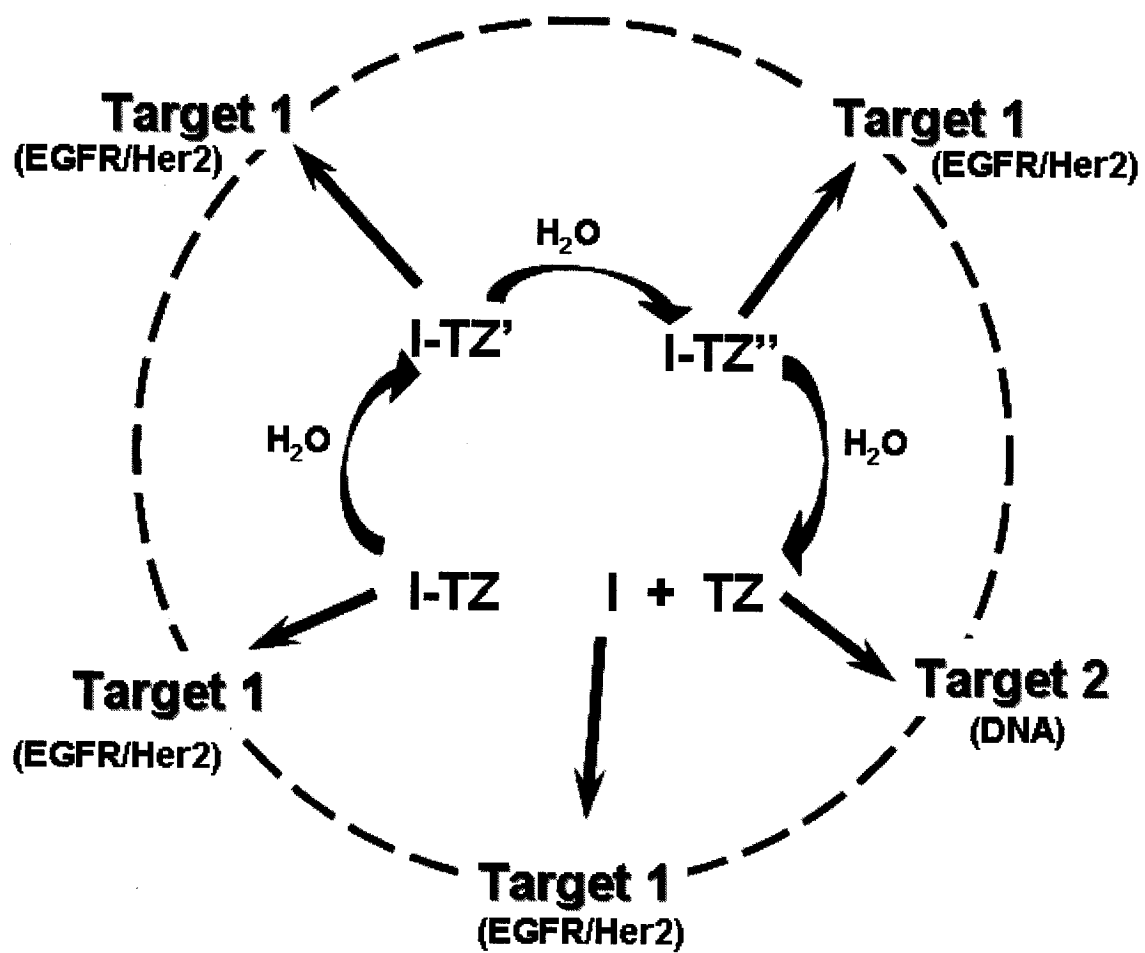 Target 1
(EGFR/Her2)
Target 1
(EGFR/Her2)
H₂O
I-TZ'
I-TZ''
H₂O
H₂O
I-TZ
I + TZ
Target 1
(EGFR/Her2)
Target 2
(DNA)
Target 1
(EGFR/Her2)